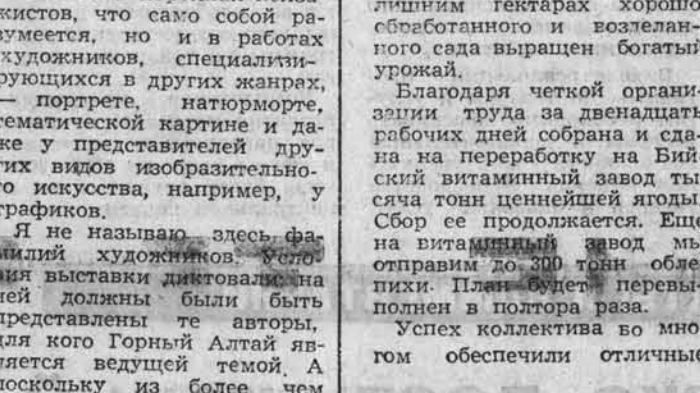 жистов, что само собой ра-
зумеется, но и в работах
художников, специализи-
рующихся в других жанрах,
— портрете, натюрморте,
тематической картине и да-
же у представителей дру-
гих видов изобразительно-
го искусства, например, у
графиков.
Я не называю здесь фа-
милий художников. Усло-
вия выставки диктовали: на
ней должны были быть
представлены те авторы,
для кого Горный Алтай яв-
ляется ведущей темой. А
поскольку из более чем
лишним гектарах хорошо
обработанного и возделан-
ного сада выращен богатый
урожай.
Благодаря четкой органи-
зации труда за двенадцать
рабочих дней собрана и сда-
на на переработку на Бий-
ский витаминный завод ты-
сяча тонн ценнейшей ягоды.
Сбор ее продолжается. Еще
на витаминный завод мы
отправим до 300 тонн обле-
пихи. План будет перевы-
полнен в полтора раза.
Успех коллектива во мно-
гом обеспечили отличные